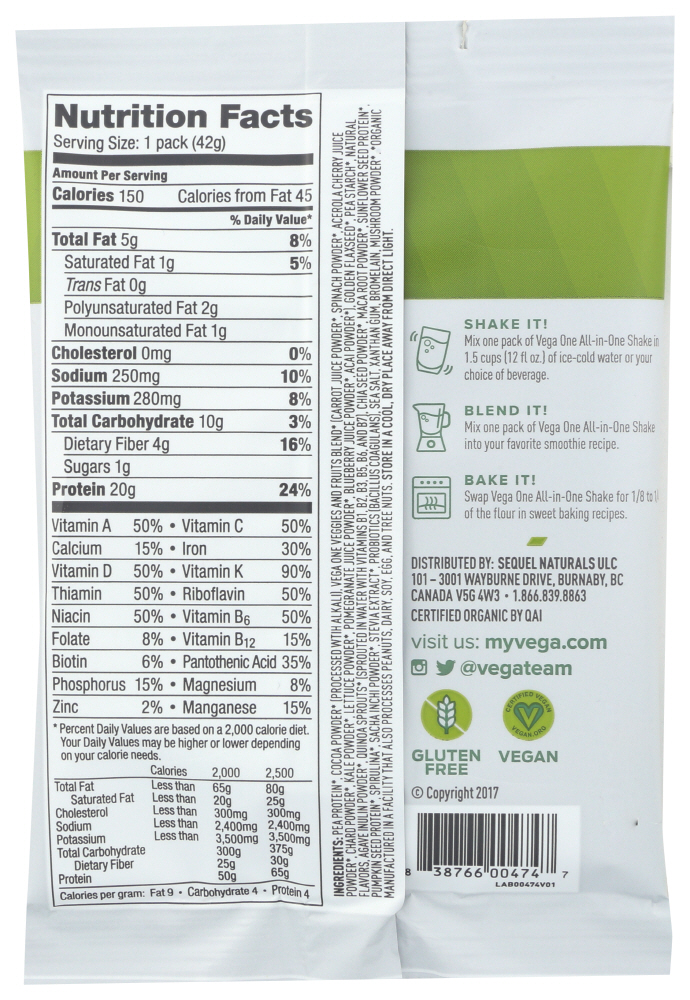 Nutrition Facts
Serving Size: 1 pack (42g)
Amount Per Serving
Calories 150 Calories from Fat 45
% Daily Value*
Total Fat 5g 8%
Saturated Fat 1g 5%
Trans Fat 0g
Polyunsaturated Fat 2g
Monounsaturated Fat 1g
Cholesterol 0mg 0%
Sodium 250mg 10%
Potassium 280mg 8%
Total Carbohydrate 10g 3%
Dietary Fiber 4g 16%
Sugars 1g
Protein 20g 24%
Vitamin A 50% • Vitamin C 50%
Calcium 15% • Iron 30%
Vitamin D 50% • Vitamin K 90%
Thiamin 50% • Riboflavin 50%
Niacin 50% • Vitamin B6 50%
Folate 8% • Vitamin B12 15%
Biotin 6% • Pantothenic Acid 35%
Phosphorus 15% • Magnesium 8%
Zinc 2% • Manganese 15%
* Percent Daily Values are based on a 2,000 calorie diet.
Your Daily Values may be higher or lower depending
on your calorie needs.
Calories 2,000 2,500
Total Fat Less than 65g 80g
Saturated Fat Less than 20g 25g
Cholesterol Less than 300mg 300mg
Sodium Less than 2,400mg 2,400mg
Potassium Less than 3,500mg 3,500mg
Total Carbohydrate 300g 375g
Dietary Fiber 25g 30g
Protein 50g 65g
Calories per gram: Fat 9 • Carbohydrate 4 • Protein 4
INGREDIENTS: PEA PROTEIN*, COCOA POWDER* (PROCESSED WITH ALKALI), VEGA ONE VEGGIES AND FRUITS BLEND* [CARROT JUICE POWDER*, SPINACH POWDER*, ACEROLA CHERRY JUICE
POWDER*, CHARD POWDER*, KALE POWDER*, LETTUCE POWDER*, POMEGRANATE JUICE POWDER*, BLUEBERRY JUICE POWDER*, ACAI POWDER*], GOLDEN FLAXSEED*, PEA STARCH*, NATURAL
FLAVORS, AGAVE INULIN POWDER*, QUINOA SPROUTS* (SPROUTED IN WATER WITH VITAMINS B1, B2, B3, B5, B6, AND B7), CHIA SEED POWDER*, MACA ROOT POWDER*, SUNFLOWER SEED PROTEIN*,
PUMPKIN SEED PROTEIN*, SPIRULINA*, SACHA INCHI POWDER*, STEVIA EXTRACT*, PROBIOTICS (BACILLUS COAGULANS), SEA SALT, XANTHAN GUM, BROMELAIN, MUSHROOM POWDER*. *ORGANIC
MANUFACTURED IN A FACILITY THAT ALSO PROCESSES PEANUTS, DAIRY, SOY, EGG, AND TREE NUTS. STORE IN A COOL, DRY PLACE AWAY FROM DIRECT LIGHT.
SHAKE IT!
Mix one pack of Vega One All-in-One Shake in
1.5 cups (12 fl oz.) of ice-cold water or your
choice of beverage.
BLEND IT!
Mix one pack of Vega One All-in-One Shake
into your favorite smoothie recipe.
BAKE IT!
Swap Vega One All-in-One Shake for 1/8 to
of the flour in sweet baking recipes.
DISTRIBUTED BY: SEQUEL NATURALS ULC
101 – 3001 WAYBURNE DRIVE, BURNABY, BC
CANADA V5G 4W3 • 1.866.839.8863
CERTIFIED ORGANIC BY QAI
visit us: myvega.com
@vegateam
CERTIFIED VEGAN
VEGAN.ORG
GLUTEN FREE
VEGAN
© Copyright 2017
8 38766 00474 7
LAB00474V01